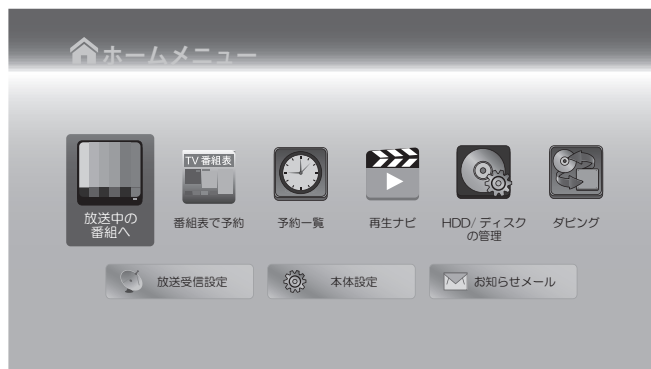 ホームメニュー
TV 番組表
放送中の
番組へ
番組表で予約
予約一覧
再生ナビ
HDD/ディスク
の管理
ダビング
放送受信設定
本体設定
お知らせメール